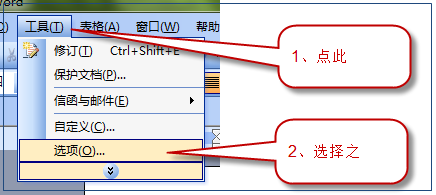 ord
工具(T) 表格(A) 窗口(W) 帮助
修订(T) Ctrl+Shift+E
保护文档(P)...
信函与邮件(E)
自定义(C)...
选项(O)...
1、点此
2、选择之